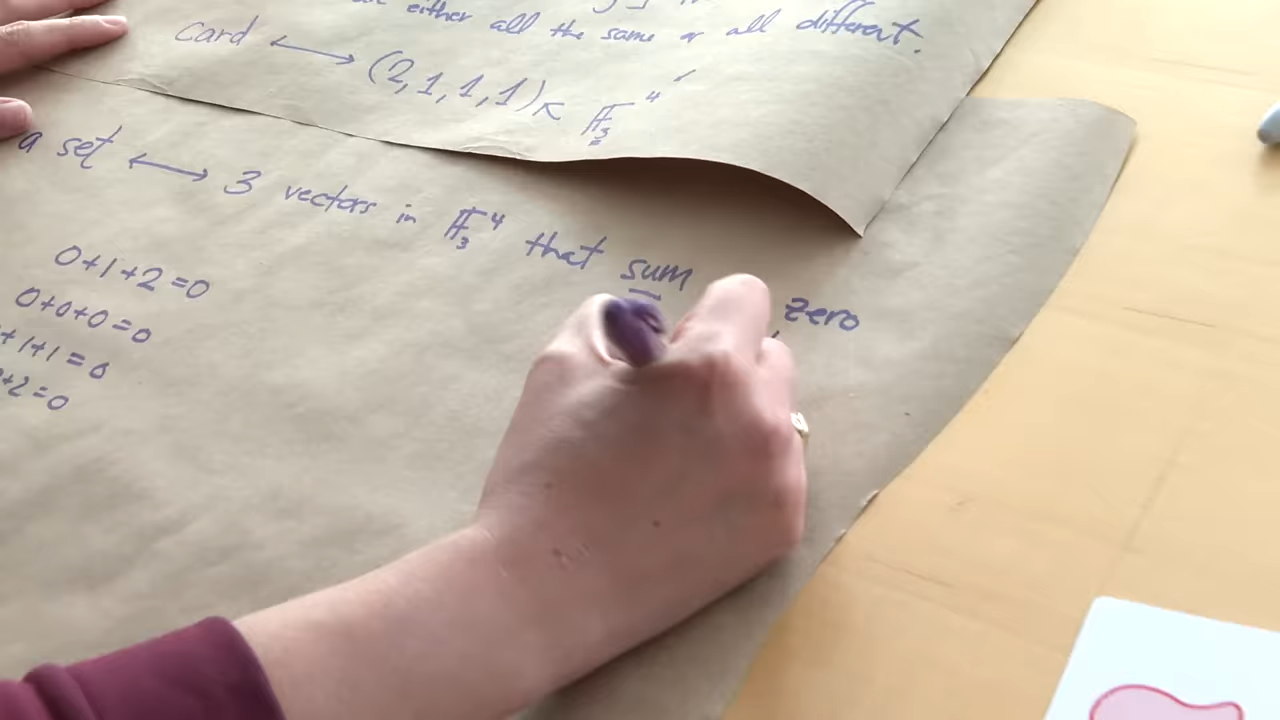 either all the same or all different.
card ⟷ (2,1,1,1) ∈ 𝔽₃⁴
a set ⟷ 3 vectors in 𝔽₃⁴ that sum zero
0+1+2=0
0+0+0=0
+1+1=0
+2=0